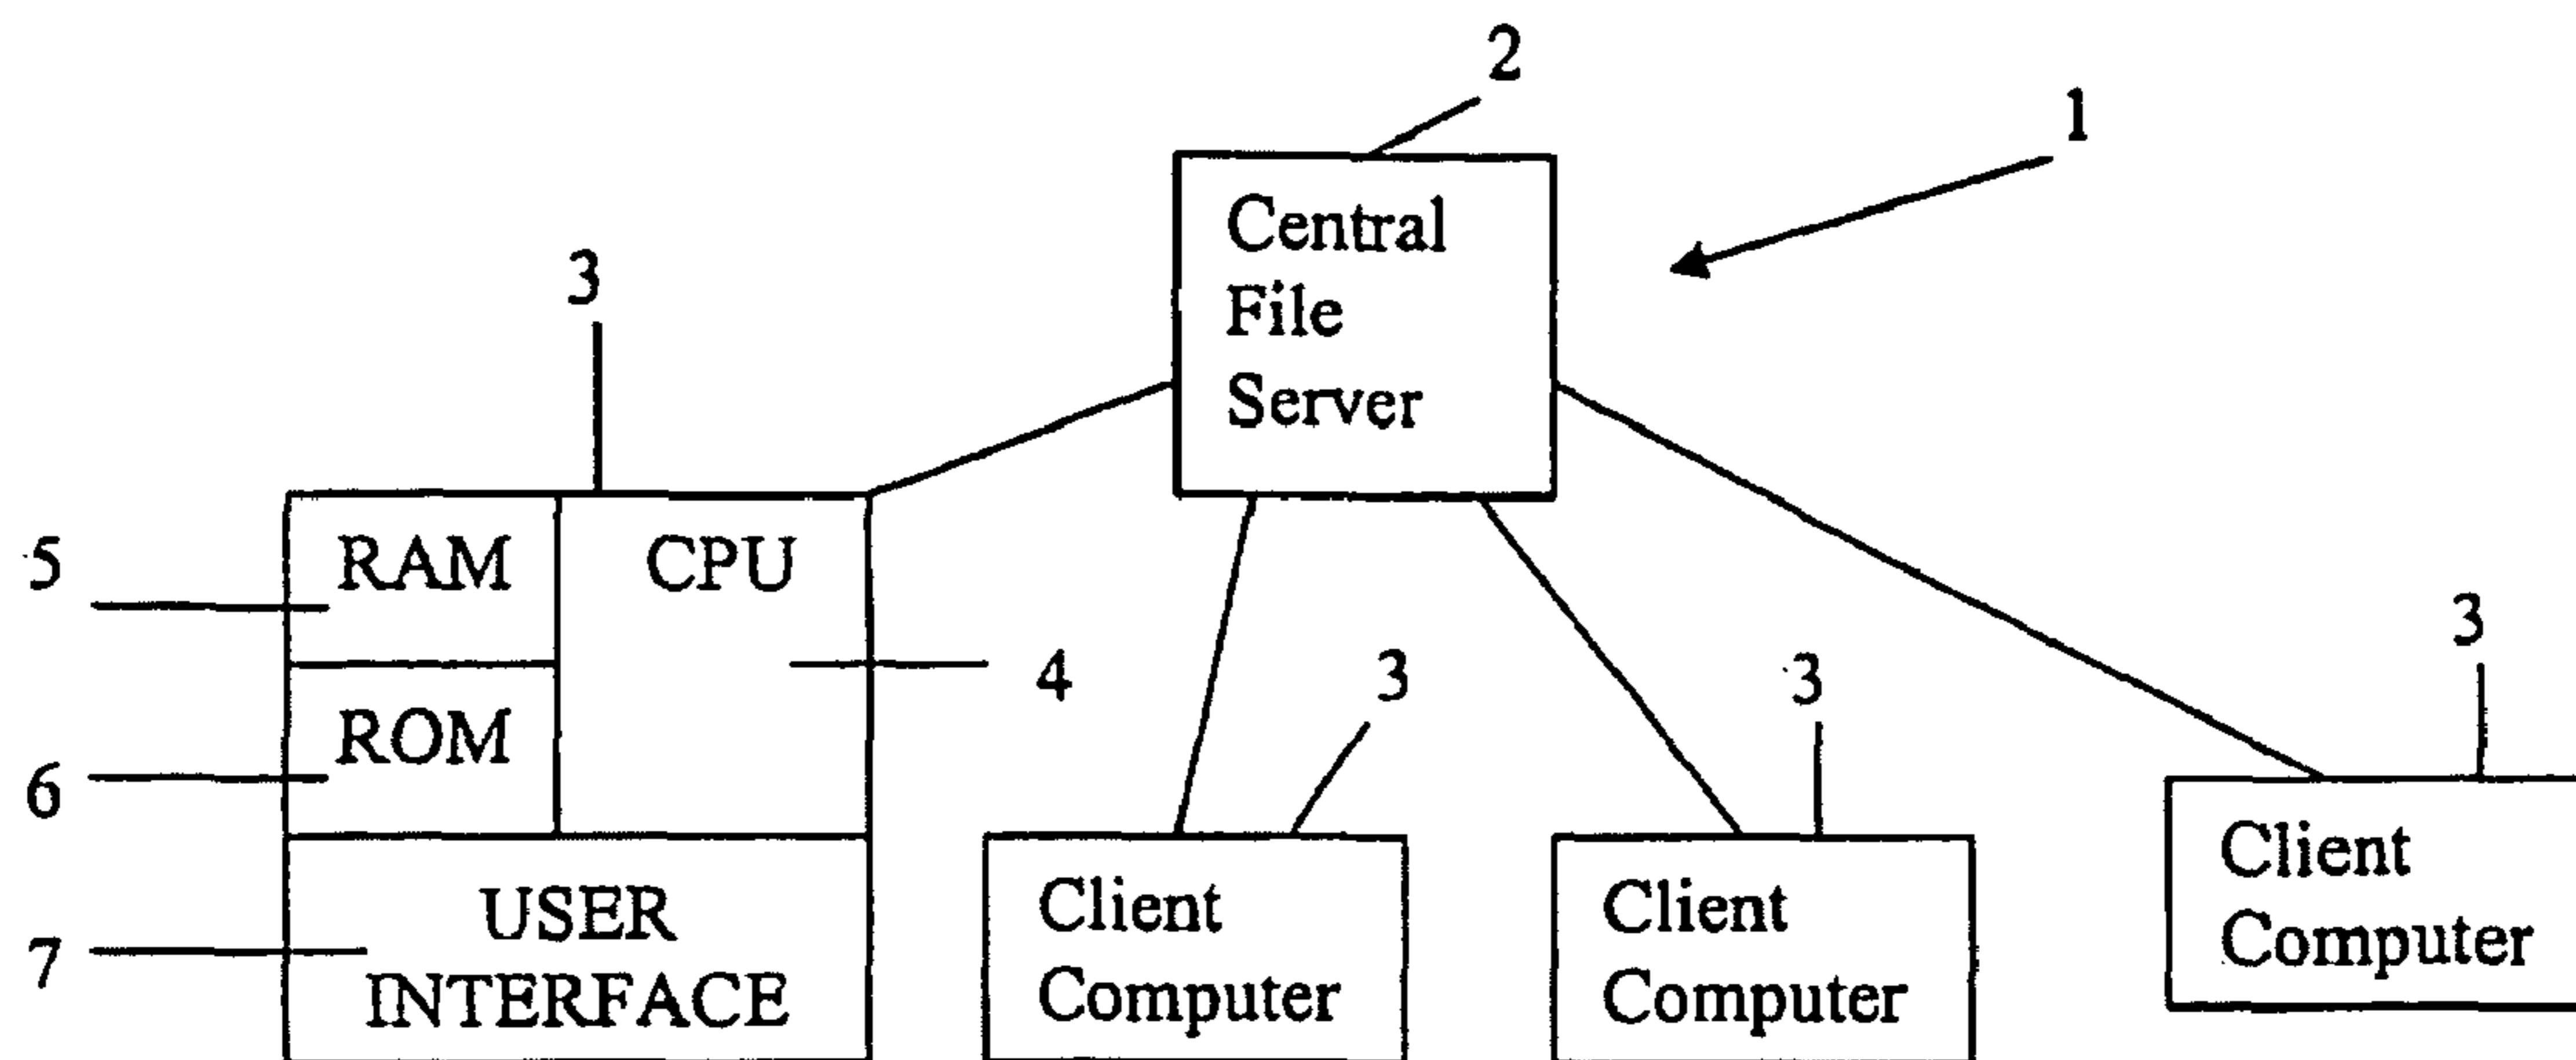 2
1
Central
File
Server
3
5
RAM
CPU
3
4
3
3
ROM
6
Client
Computer
Client
Computer
Client
Computer
USER
INTERFACE
7